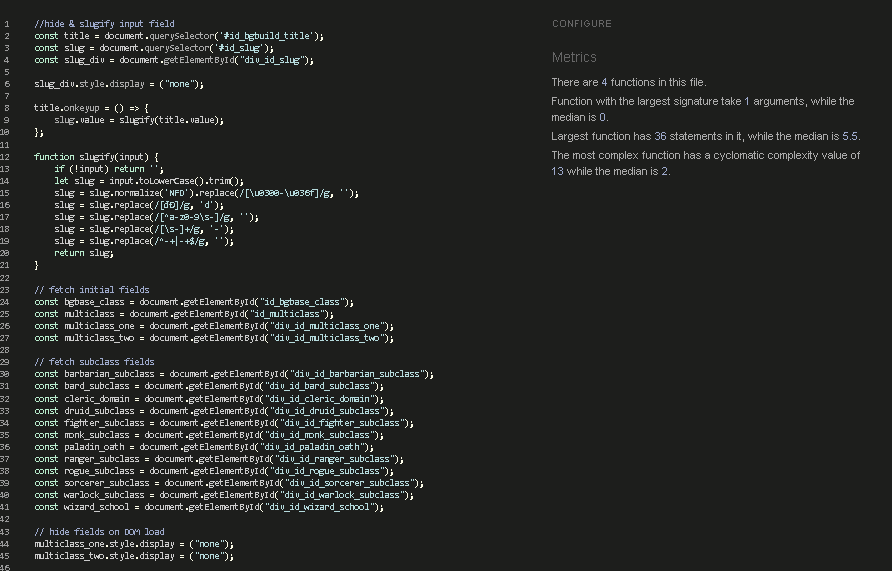 1 //hide & slugify input field
2 const title = document.querySelector('#id_bgbuild_title');
3 const slug = document.querySelector('#id_slug');
4 const slug_div = document.getElementById("div_id_slug");
5
6 slug_div.style.display = ("none");
7
8 title.onkeyup = () => {
9 slug.value = slugify(title.value);
10 };
11
12 function slugify(input) {
13 if (!input) return '';
14 let slug = input.toLowerCase().trim();
15 slug = slug.normalize('NFD').replace(/[\u0300-\u036f]/g, '');
16 slug = slug.replace(/[đĐ]/g, 'd');
17 slug = slug.replace(/[^a-z0-9\s-]/g, '');
18 slug = slug.replace(/[\s-]+/g, '-');
19 slug = slug.replace(/^-+|-+$/g, '');
20 return slug;
21 }
22
23 // fetch initial fields
24 const bgbase_class = document.getElementById("id_bgbase_class");
25 const multiclass = document.getElementById("id_multiclass");
26 const multiclass_one = document.getElementById("div_id_multiclass_one");
27 const multiclass_two = document.getElementById("div_id_multiclass_two");
28
29 // fetch subclass fields
30 const barbarian_subclass = document.getElementById("div_id_barbarian_subclass");
31 const bard_subclass = document.getElementById("div_id_bard_subclass");
32 const cleric_domain = document.getElementById("div_id_cleric_domain");
33 const druid_subclass = document.getElementById("div_id_druid_subclass");
34 const fighter_subclass = document.getElementById("div_id_fighter_subclass");
35 const monk_subclass = document.getElementById("div_id_monk_subclass");
36 const paladin_oath = document.getElementById("div_id_paladin_oath");
37 const ranger_subclass = document.getElementById("div_id_ranger_subclass");
38 const rogue_subclass = document.getElementById("div_id_rogue_subclass");
39 const sorcerer_subclass = document.getElementById("div_id_sorcerer_subclass");
40 const warlock_subclass = document.getElementById("div_id_warlock_subclass");
41 const wizard_school = document.getElementById("div_id_wizard_school");
42
43 // hide fields on DOM load
44 multiclass_one.style.display = ("none");
45 multiclass_two.style.display = ("none");
46
CONFIGURE
Metrics
There are 4 functions in this file.
Function with the largest signature take 1 arguments, while the
median is 0.
Largest function has 36 statements in it, while the median is 5.5.
The most complex function has a cyclomatic complexity value of
13 while the median is 2.